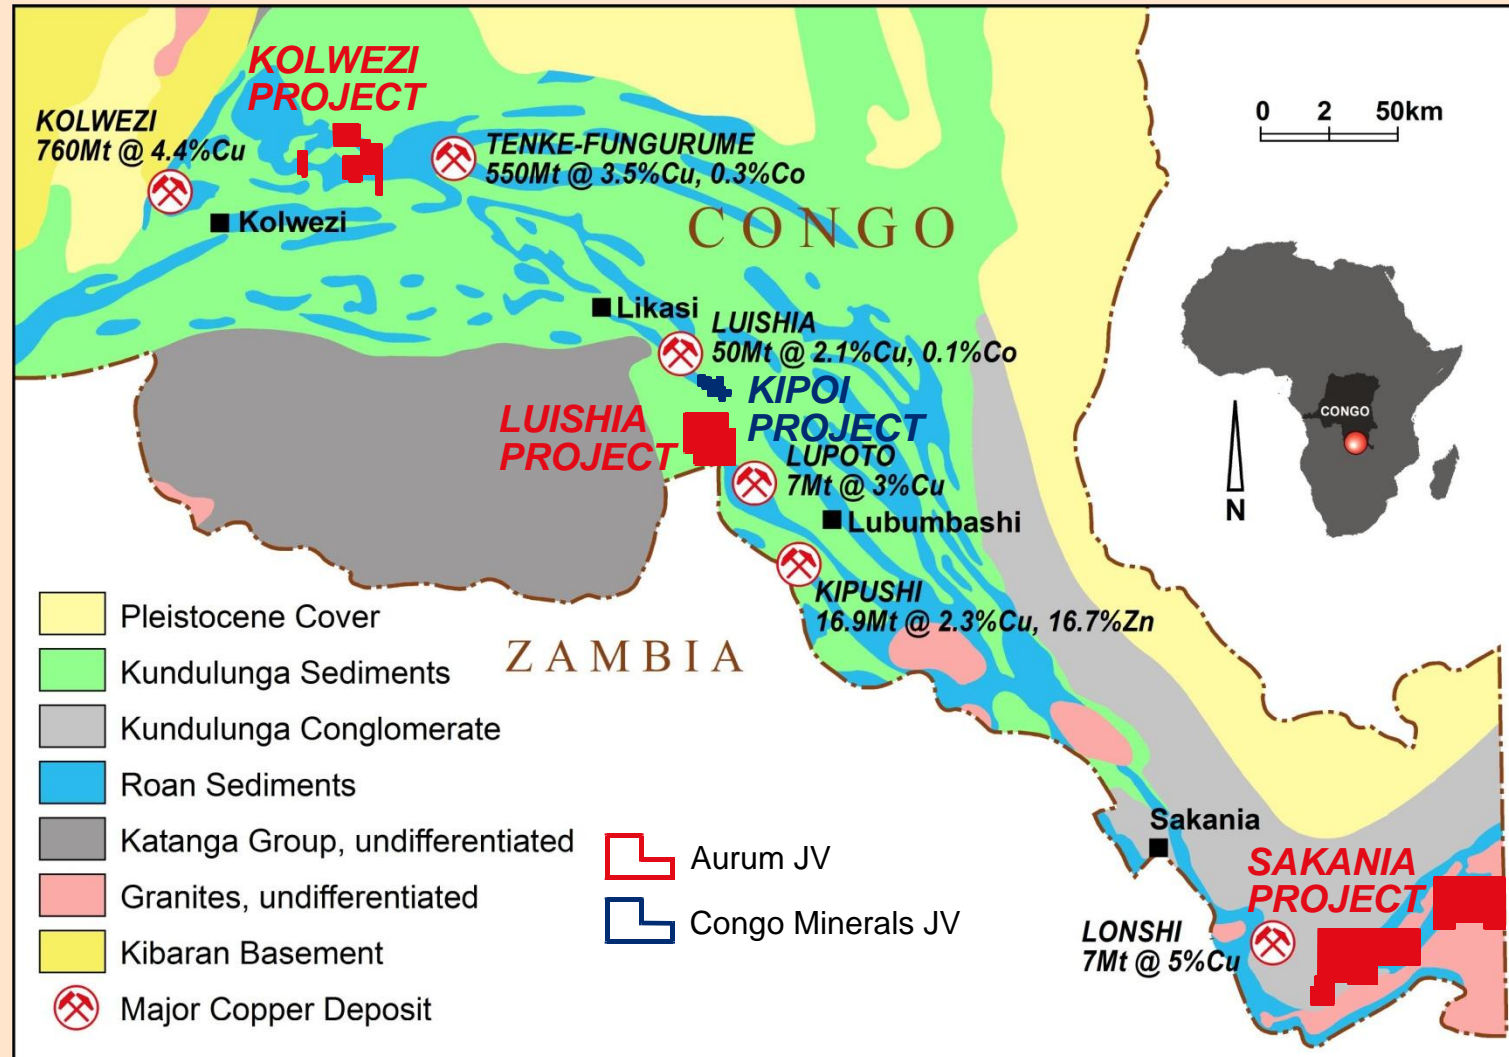 KOLWEZI
PROJECT
KOLWEZI
760Mt @ 4.4%Cu
TENKE-FUNGURUME
550Mt @ 3.5%Cu, 0.3%Co
0 2 50km
Kolwezi
CONGO
Likasi
LUISHIA
50Mt @ 2.1%Cu, 0.1%Co
KIPOI
PROJECT
LUISHIA
PROJECT
LUPOTO
7Mt @ 3%Cu
CONGO
N
Lubumbashi
KIPUSHI
16.9Mt @ 2.3%Cu, 16.7%Zn
ZAMBIA
Pleistocene Cover
Kundulunga Sediments
Kundulunga Conglomerate
Roan Sediments
Katanga Group, undifferentiated
Granites, undifferentiated
Kibaran Basement
Major Copper Deposit
Aurum JV
Congo Minerals JV
Sakania
SAKANIA
PROJECT
LONSHI
7Mt @ 5%Cu